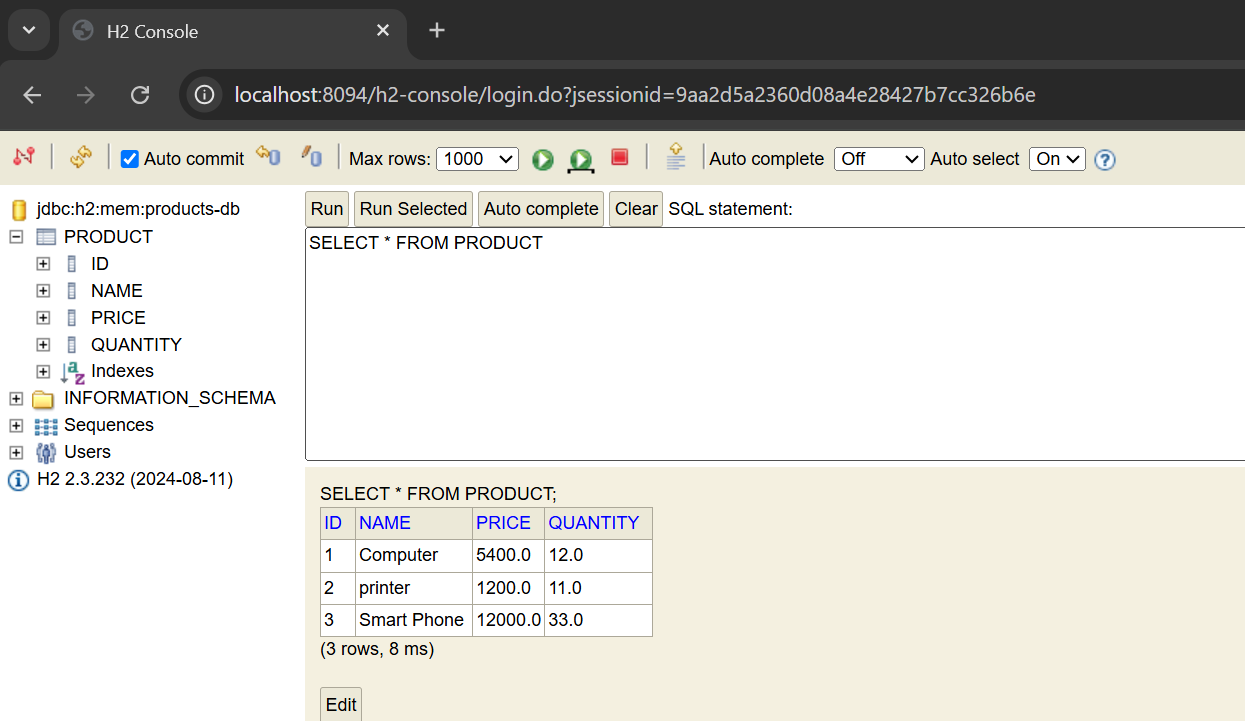 H2 Console
localhost:8094/h2-console/login.do?jsessionid=9aa2d5a2360d08a4e28427b7cc326b6e
Auto commit Max rows: 1000 Auto complete Off Auto select On ?
jdbc:h2:mem:products-db
PRODUCT
ID
NAME
PRICE
QUANTITY
Indexes
INFORMATION_SCHEMA
Sequences
Users
H2 2.3.232 (2024-08-11)
Run Run Selected Auto complete Clear SQL statement:
SELECT * FROM PRODUCT
SELECT * FROM PRODUCT;
ID NAME PRICE QUANTITY
1 Computer 5400.0 12.0
2 printer 1200.0 11.0
3 Smart Phone 12000.0 33.0
(3 rows, 8 ms)
Edit